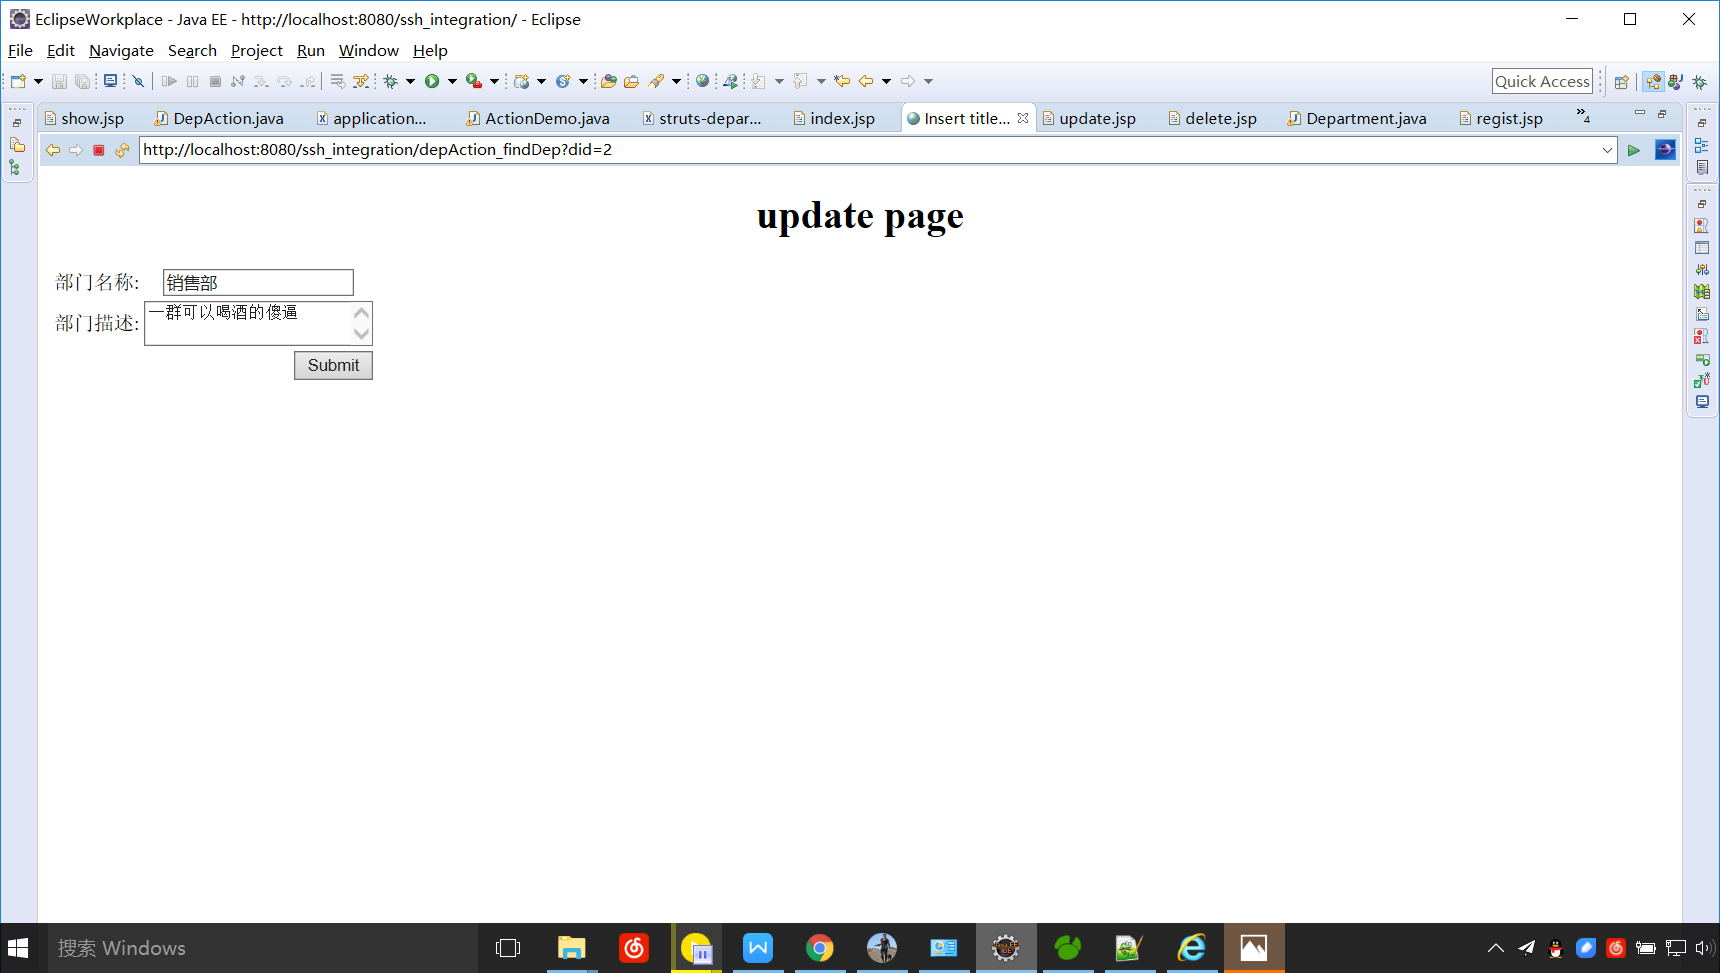 EclipseWorkplace - Java EE - http://localhost:8080/ssh_integration/ - Eclipse
File Edit Navigate Search Project Run Window Help
Quick Access
show.jsp DepAction.java application... ActionDemo.java struts-depar... index.jsp Insert title... update.jsp delete.jsp Department.java regist.jsp »4
http://localhost:8080/ssh_integration/depAction_findDep?did=2
update page
部门名称: 销售部
部门描述: 一群可以喝酒的傻逼
Submit
搜索 Windows